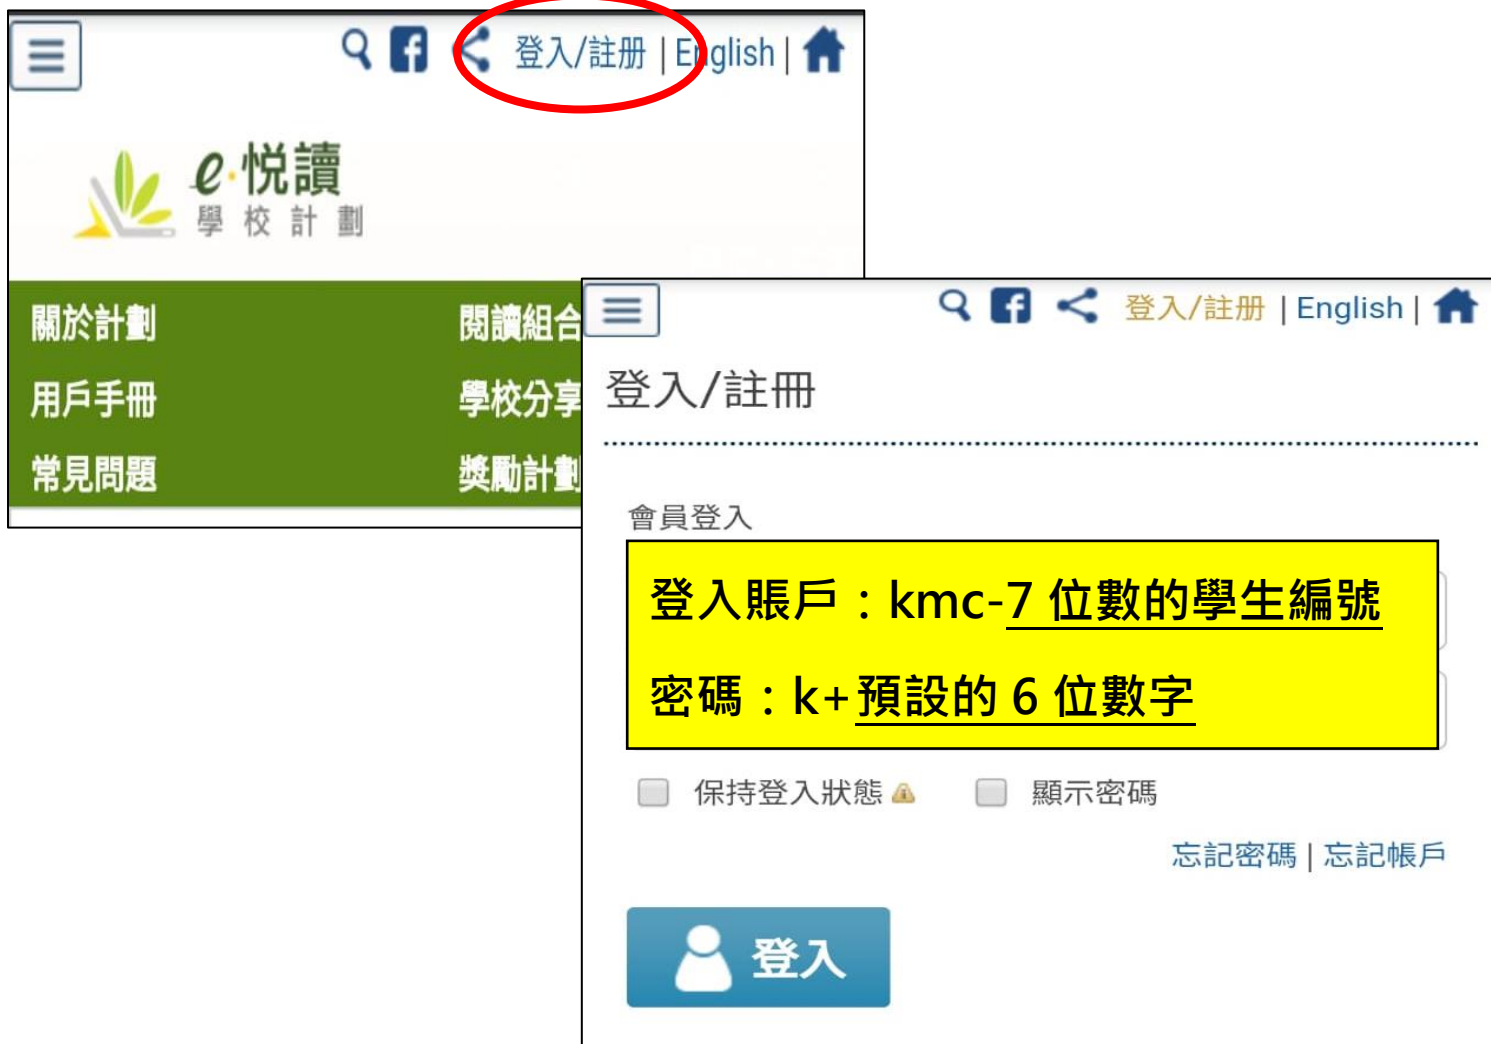 登入/註册 | English |
e·悦讀
學校計劃
關於計劃 閱讀組合
用戶手冊 學校分享
常見問題 獎勵計劃
登入/註册 | English |
登入/註冊
會員登入
登入賬戶：kmc-7 位數的學生編號
密碼：k+預設的 6 位數字
保持登入狀態 顯示密碼
忘記密碼 | 忘記帳戶
登入